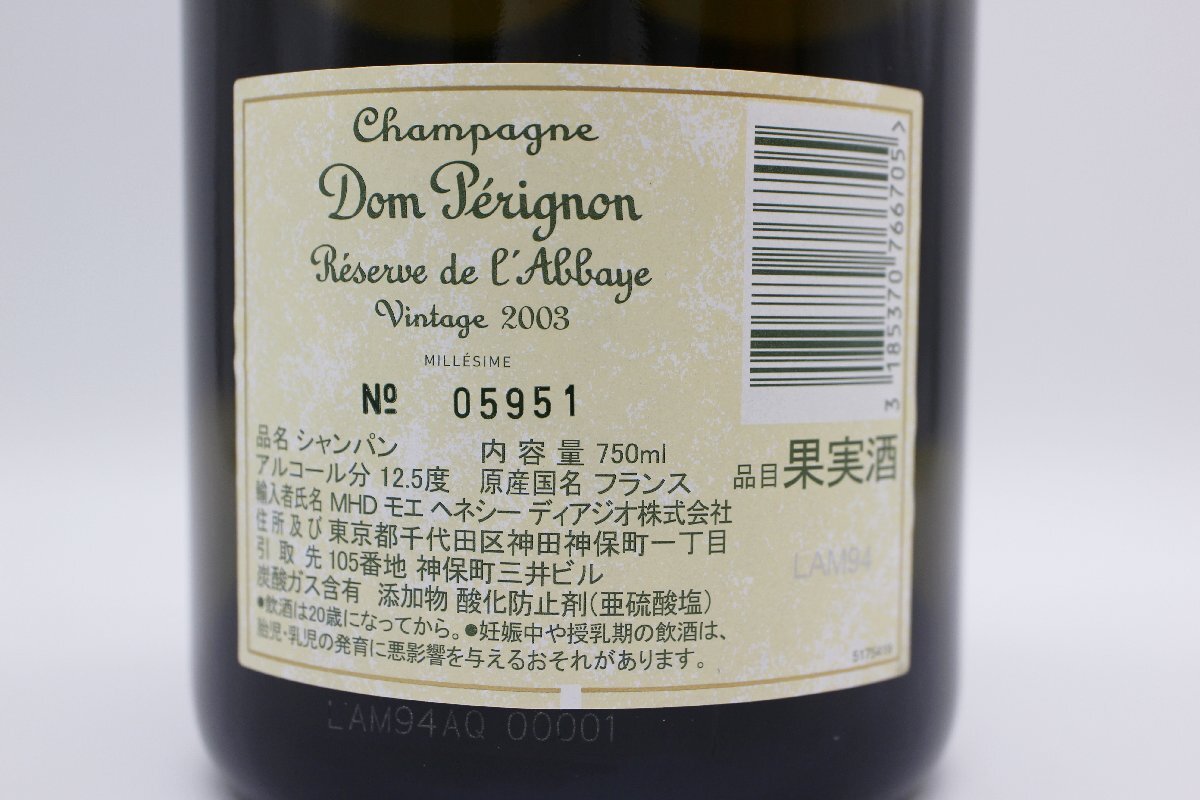 Champagne
Dom Pérignon
Réserve de l'Abbaye
Vintage 2003
MILLÉSIME
Nº 05951
3 185370 766705 >
品名 シャンパン 内容量 750ml
アルコール分 12.5度 原産国名 フランス
品目 果実酒
輸入者氏名 MHD モエ ヘネシー ディアジオ株式会社
住所及び 東京都千代田区神田神保町一丁目
引取先 105番地 神保町三井ビル
炭酸ガス含有 添加物 酸化防止剤(亜硫酸塩)
●飲酒は20歳になってから。●妊娠中や授乳期の飲酒は、
胎児・乳児の発育に悪影響を与えるおそれがあります。
LAM94
LAM94AQ 00001